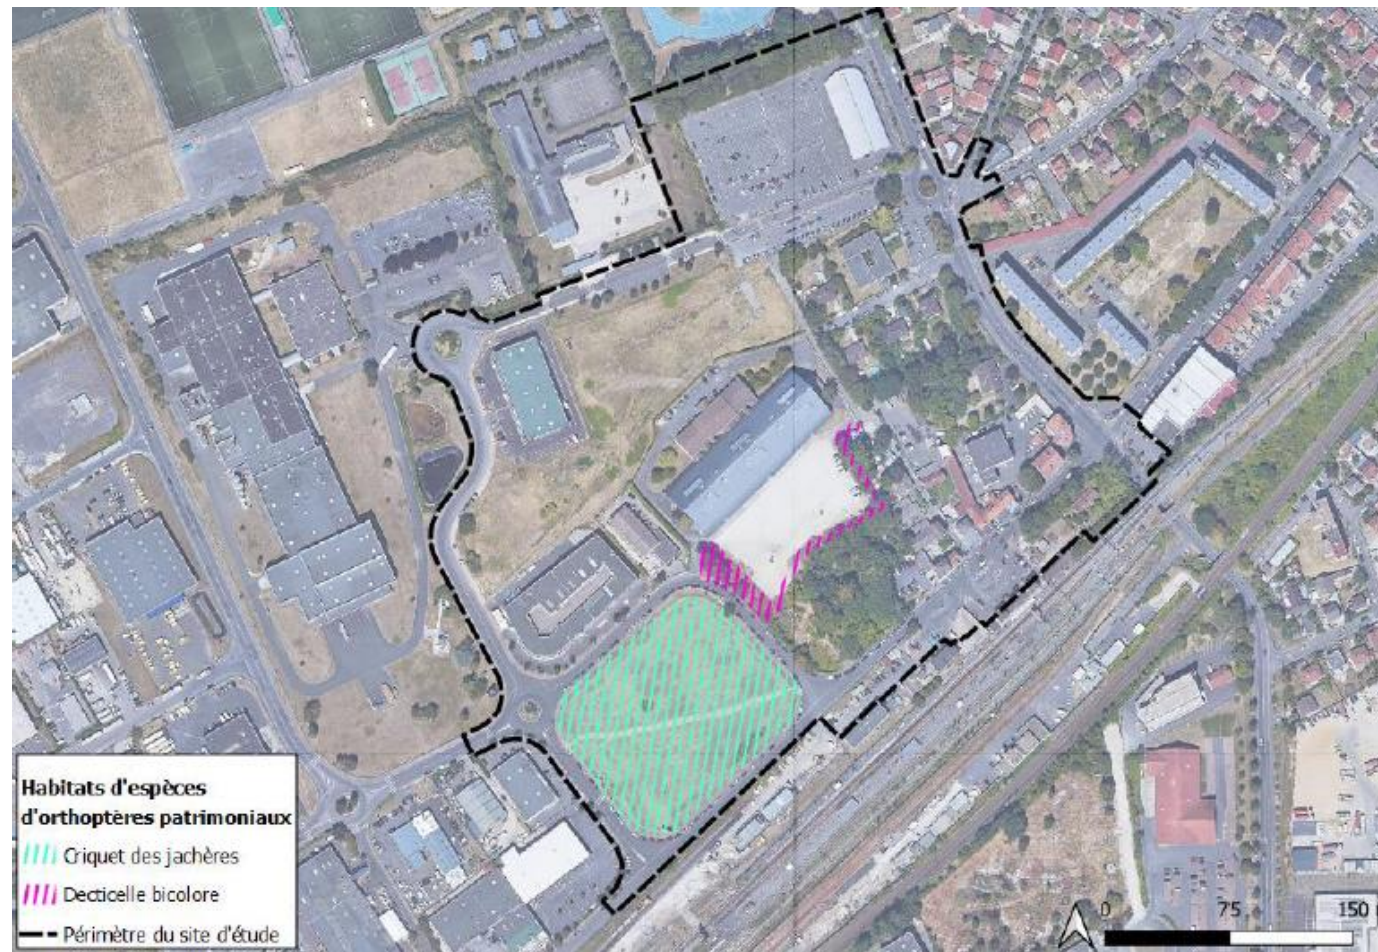 Habitats d'espèces
d'orthoptères patrimoniaux
Criquet des jachères
Decticelle bicolore
Périmètre du site d'étude
0 75 150